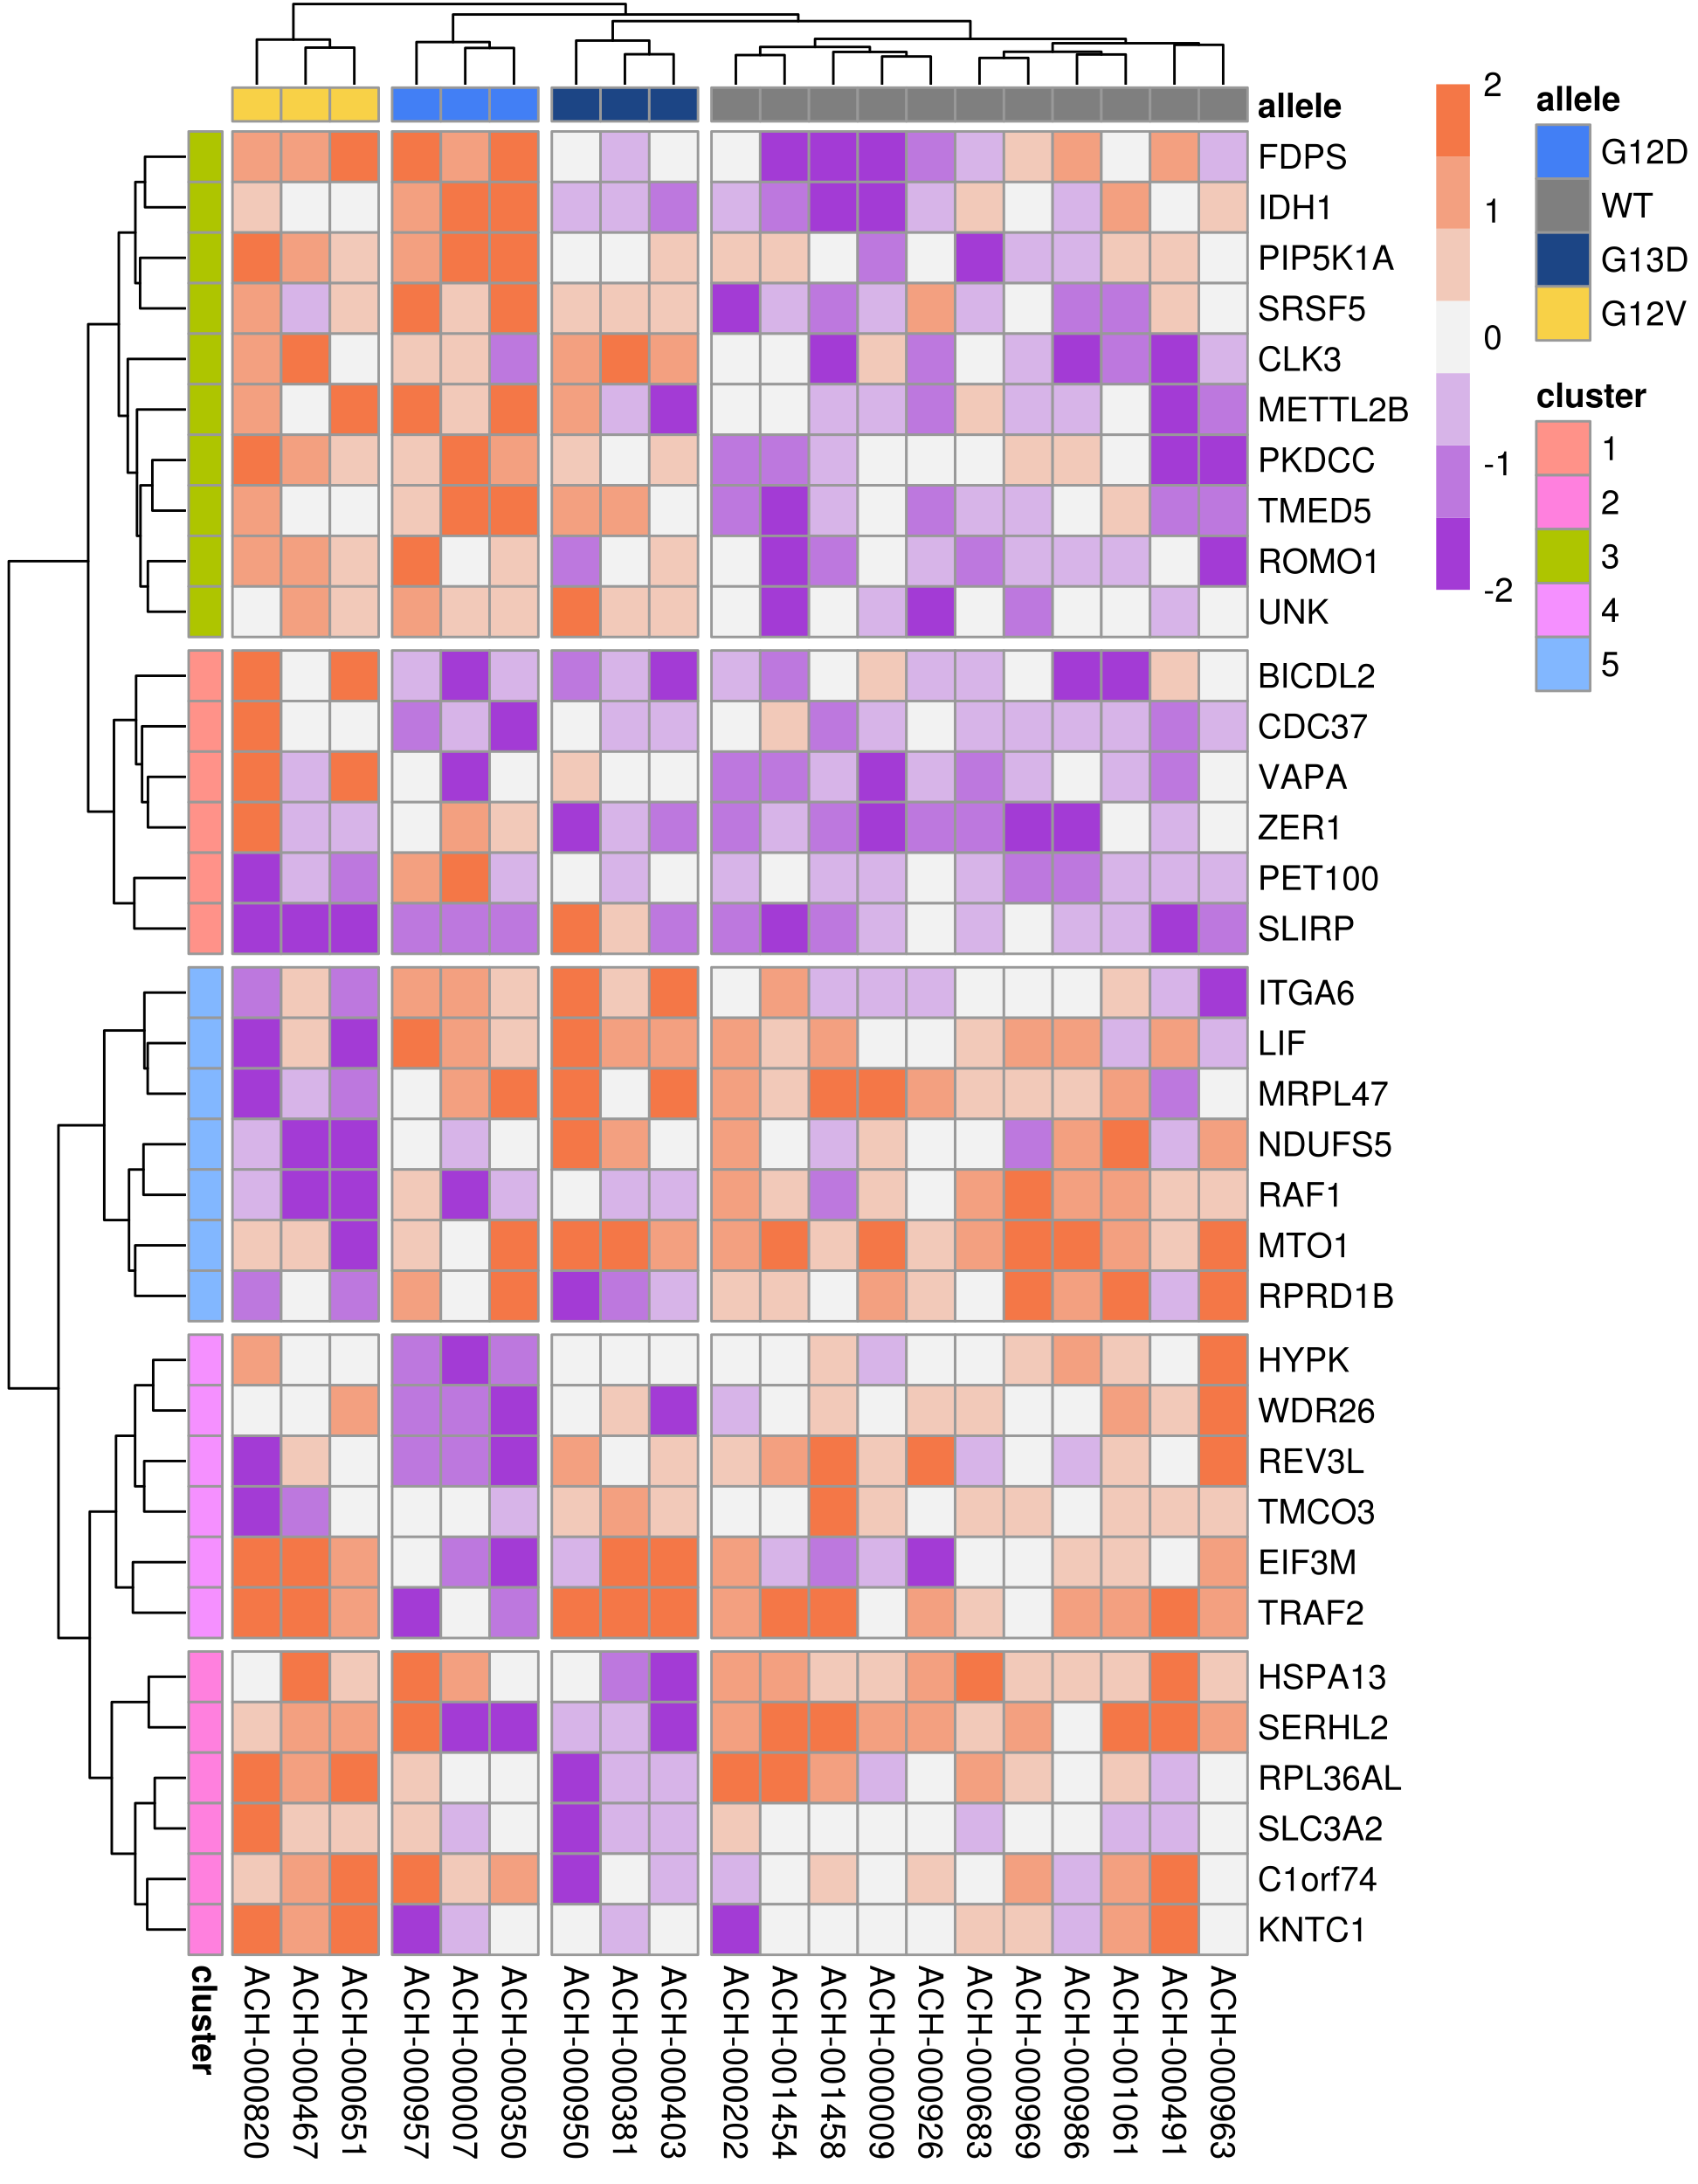 allele
FDPS
IDH1
PIP5K1A
SRSF5
CLK3
METTL2B
PKDCC
TMED5
ROMO1
UNK
BICDL2
CDC37
VAPA
ZER1
PET100
SLIRP
ITGA6
LIF
MRPL47
NDUFS5
RAF1
MTO1
RPRD1B
HYPK
WDR26
REV3L
TMCO3
EIF3M
TRAF2
HSPA13
SERHL2
RPL36AL
SLC3A2
C1orf74
KNTC1
2
1
0
-1
-2
allele
G12D
WT
G13D
G12V
cluster
1
2
3
4
5
cluster
ACH-000820
ACH-000467
ACH-000651
ACH-000957
ACH-000007
ACH-000350
ACH-000950
ACH-000381
ACH-000403
ACH-000202
ACH-001454
ACH-001458
ACH-000009
ACH-000926
ACH-000683
ACH-000969
ACH-000986
ACH-001061
ACH-000491
ACH-000963